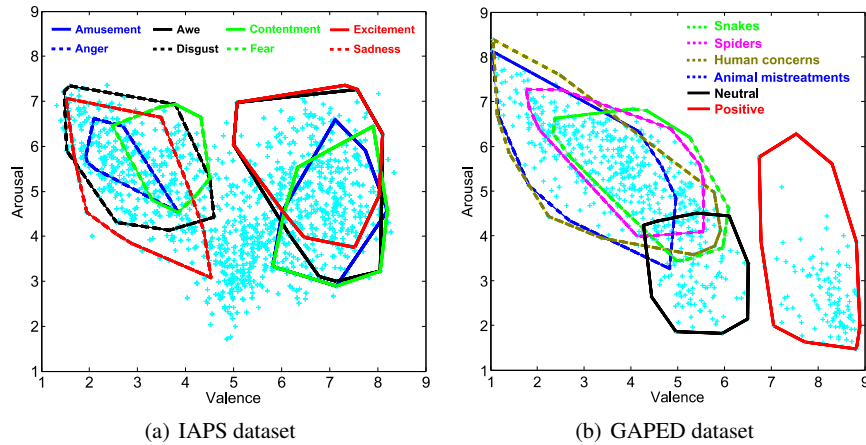 Amusement Awe Contentment Excitement
Anger Disgust Fear Sadness
9
8
7
6
5
4
3
2
1
Arousal
1 2 3 4 5 6 7 8 9
Valence
(a) IAPS dataset
Snakes
Spiders
Human concerns
Animal mistreatments
Neutral
Positive
9
8
7
6
5
4
3
2
1
Arousal
1 2 3 4 5 6 7 8 9
Valence
(b) GAPED dataset